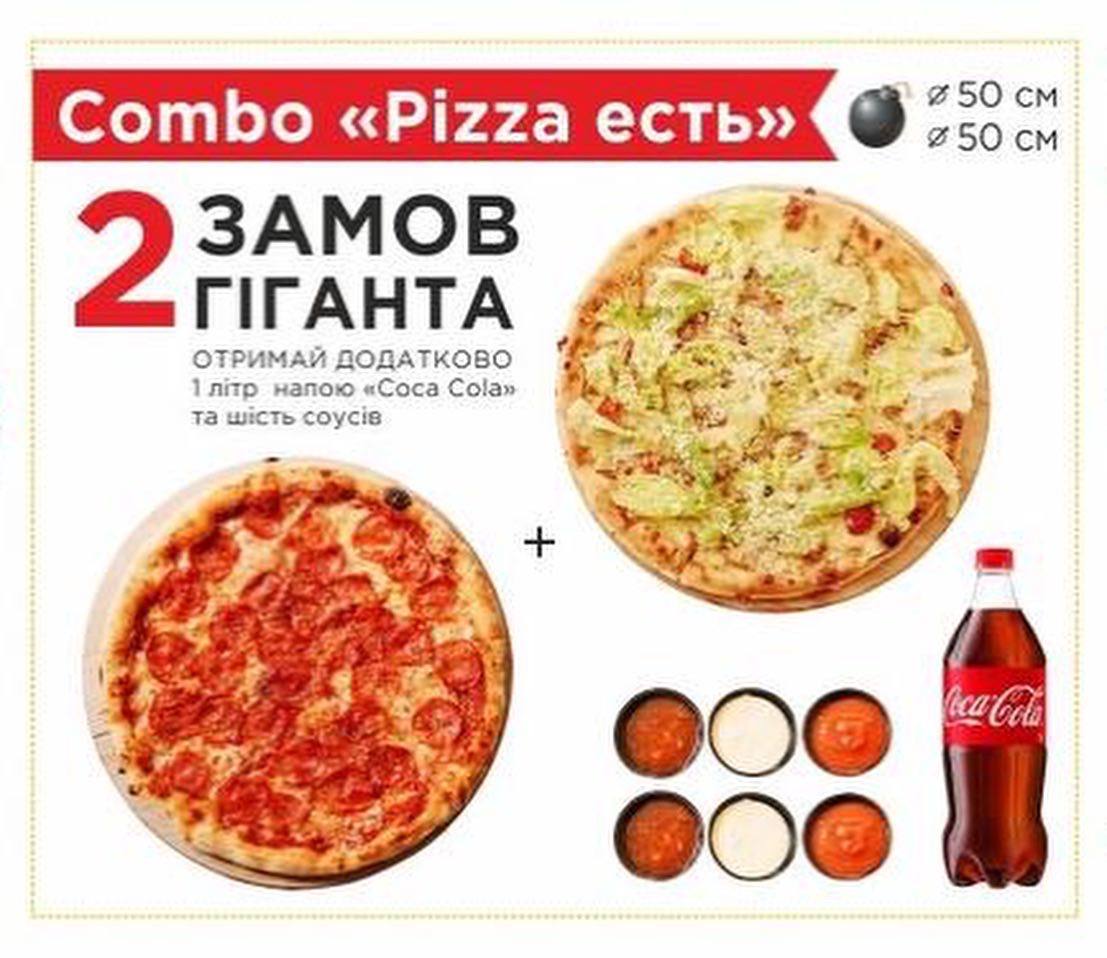 Combo «Pizza есть»
⌀ 50 см
⌀ 50 см
2 ЗАМОВ
ГІГАНТА
ОТРИМАЙ ДОДАТКОВО
1 літр напою «Coca Cola»
та шість соусів
+
Coca-Cola